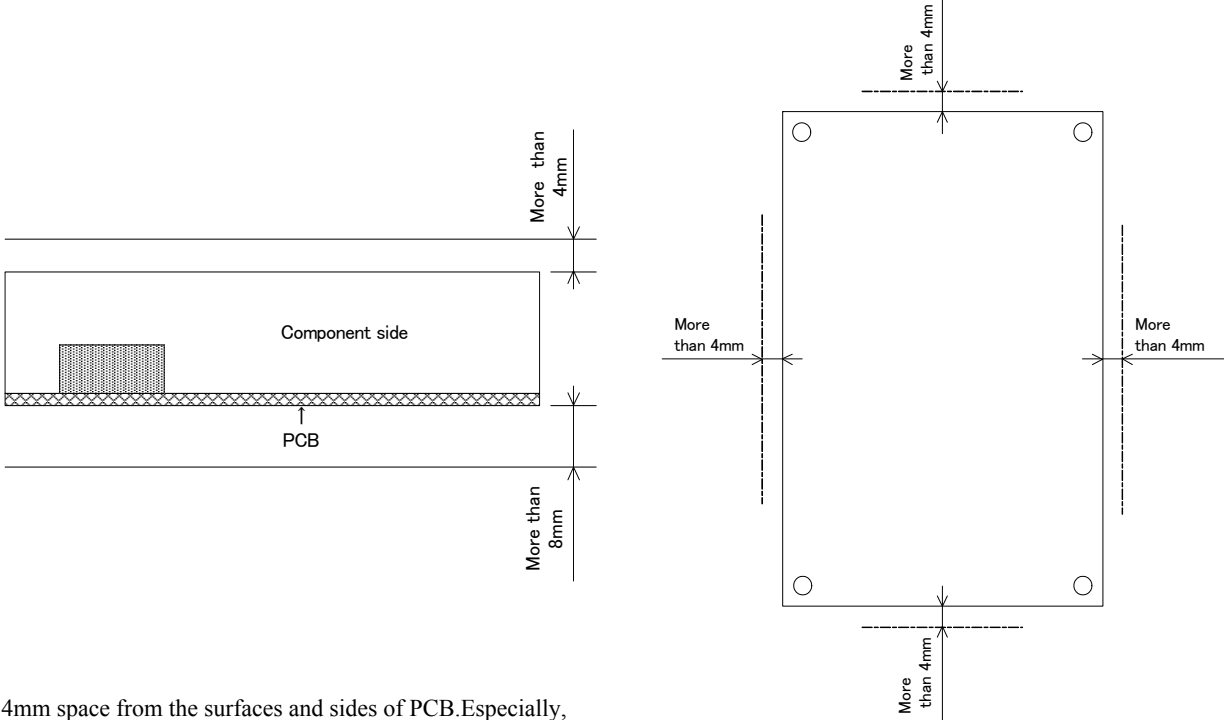 More than
4mm
Component side
PCB
More than
8mm
More
than 4mm
More
than 4mm
More
than 4mm
More
than 4mm
4mm space from the surfaces and sides of PCB.Especially,